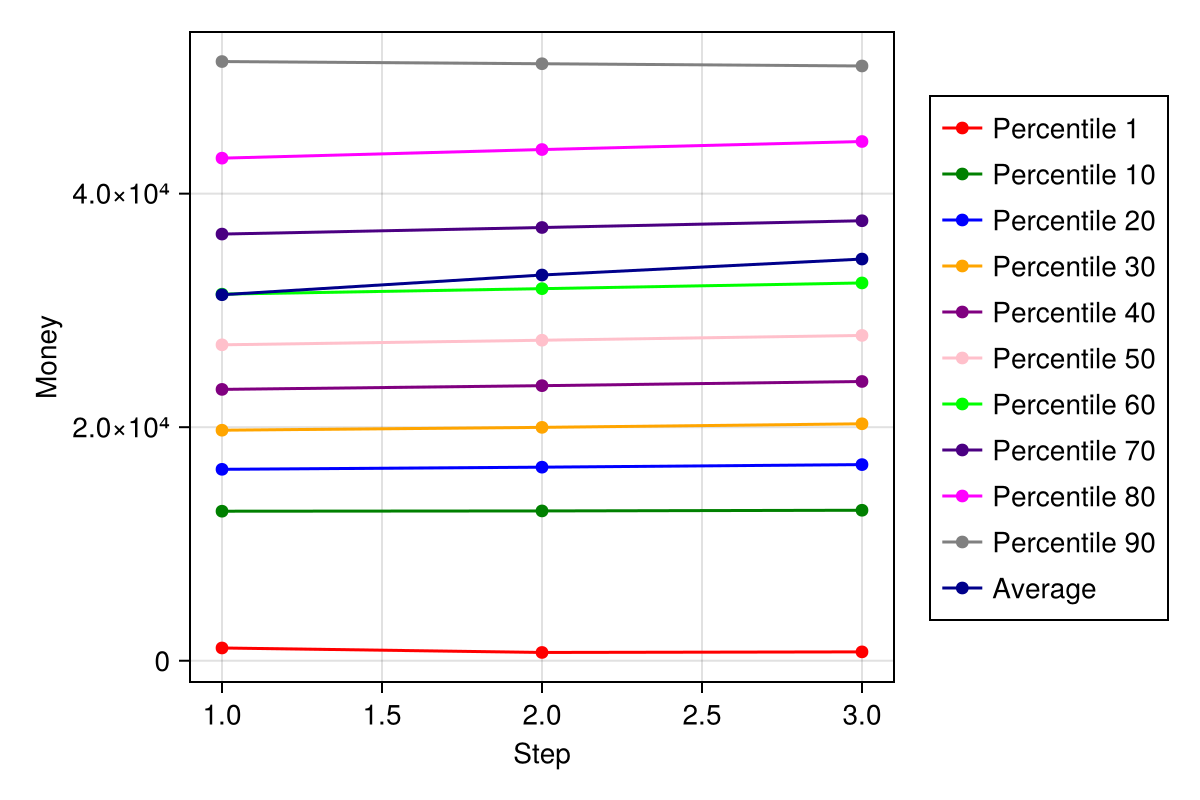 Money
4.0×10⁴
2.0×10⁴
0
1.0 1.5 2.0 2.5 3.0
Step
Percentile 1
Percentile 10
Percentile 20
Percentile 30
Percentile 40
Percentile 50
Percentile 60
Percentile 70
Percentile 80
Percentile 90
Average